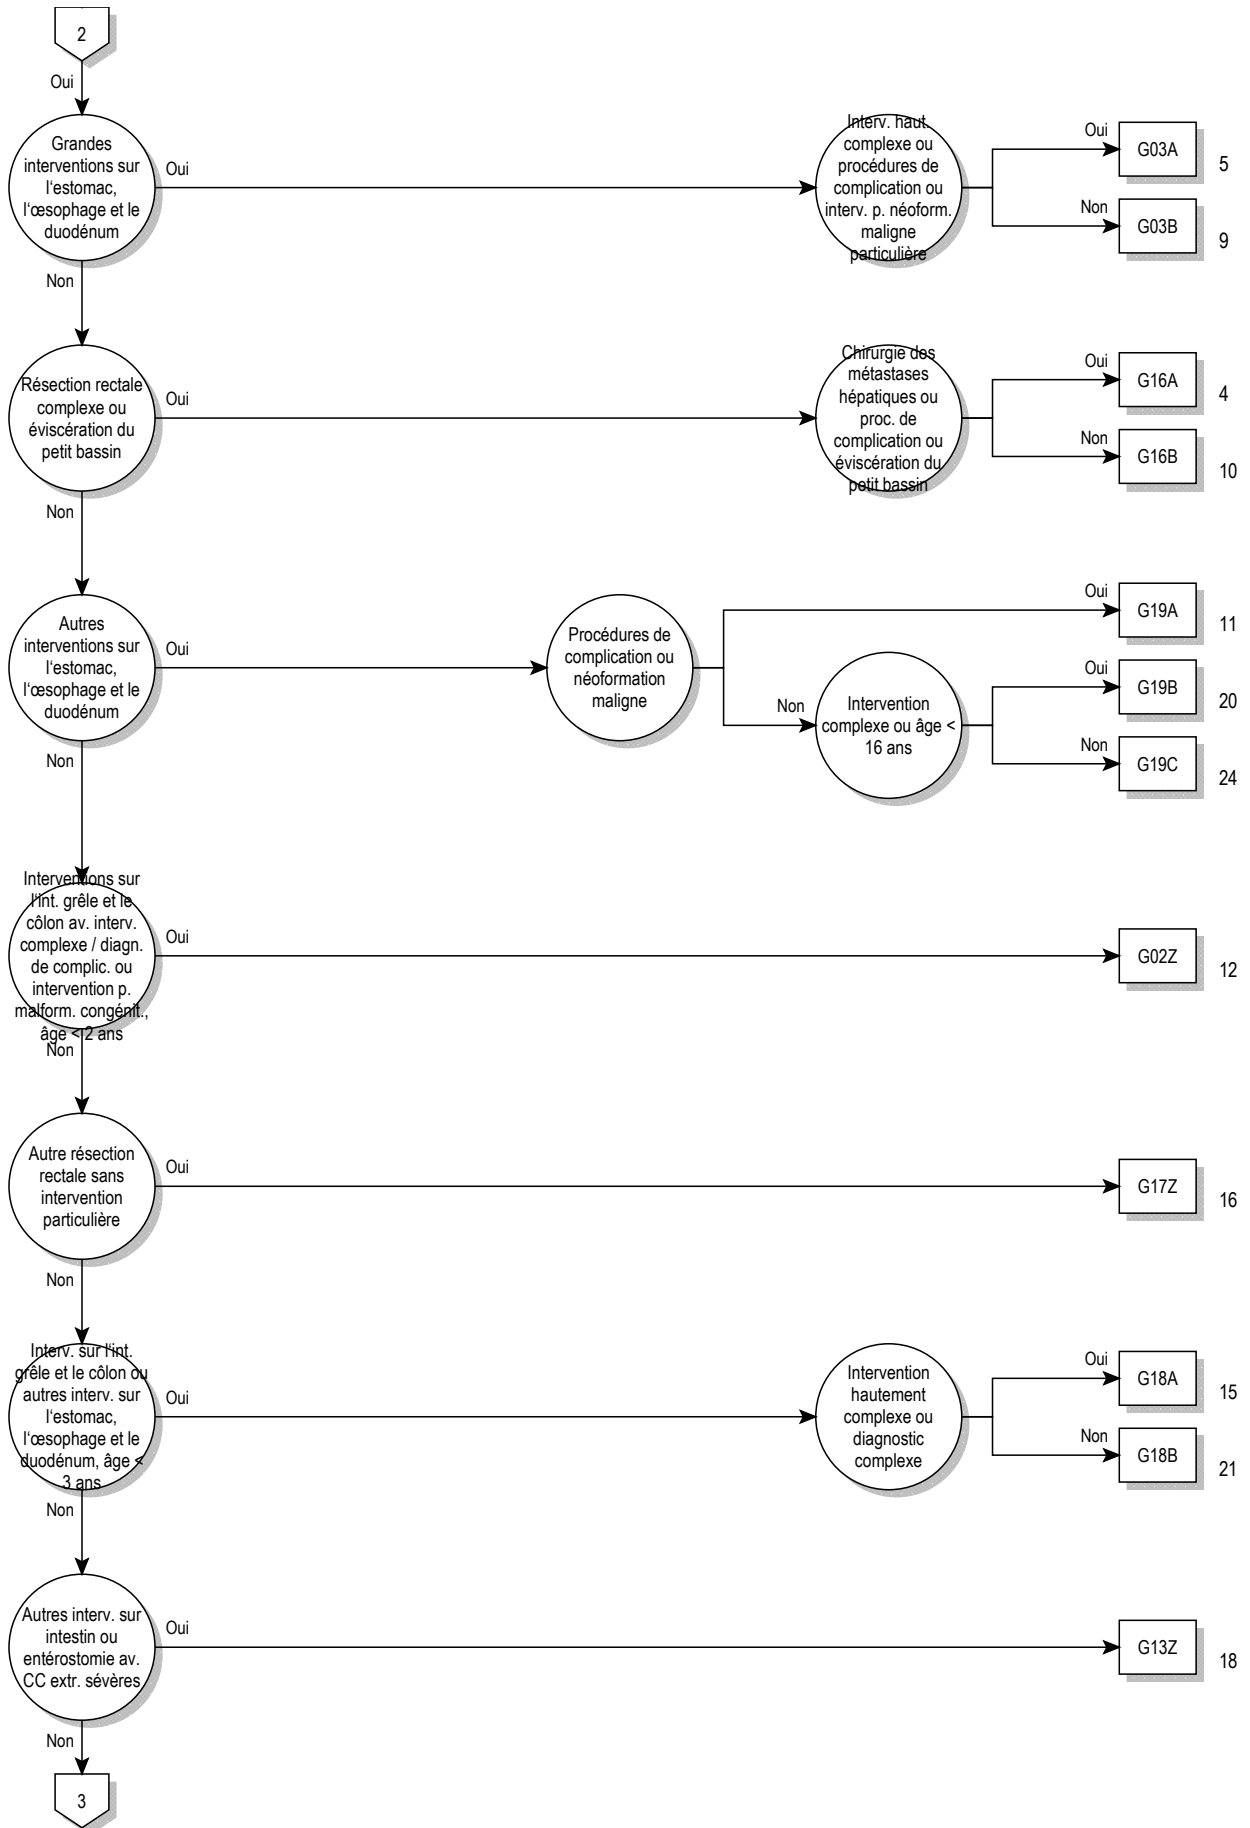 2
Oui
Grandes
interventions sur
l'estomac,
l'œsophage et le
duodénum
Oui
Interv. haut.
complexe ou
procédures de
complication ou
interv. p. néoform.
maligne
particulière
Oui
G03A
5
Non
G03B
9
Non
Résection rectale
complexe ou
éviscération du
petit bassin
Oui
Chirurgie des
métastases
hépatiques ou
proc. de
complication ou
éviscération du
petit bassin
Oui
G16A
4
Non
G16B
10
Non
Autres
interventions sur
l'estomac,
l'œsophage et le
duodénum
Oui
Procédures de
complication ou
néoformation
maligne
Oui
G19A
11
Non
Intervention
complexe ou âge <
16 ans
Oui
G19B
20
Non
G19C
24
Non
Interventions sur
l'int. grêle et le
côlon av. interv.
complexe / diagn.
de complic. ou
intervention p.
malform. congénit.,
âge < 2 ans
Oui
G02Z
12
Non
Autre résection
rectale sans
intervention
particulière
Oui
G17Z
16
Non
Interv. sur l'int.
grêle et le côlon ou
autres interv. sur
l'estomac,
l'œsophage et le
duodénum, âge <
3 ans
Oui
Intervention
hautement
complexe ou
diagnostic
complexe
Oui
G18A
15
Non
G18B
21
Non
Autres interv. sur
intestin ou
entérostomie av.
CC extr. sévères
Oui
G13Z
18
Non
3